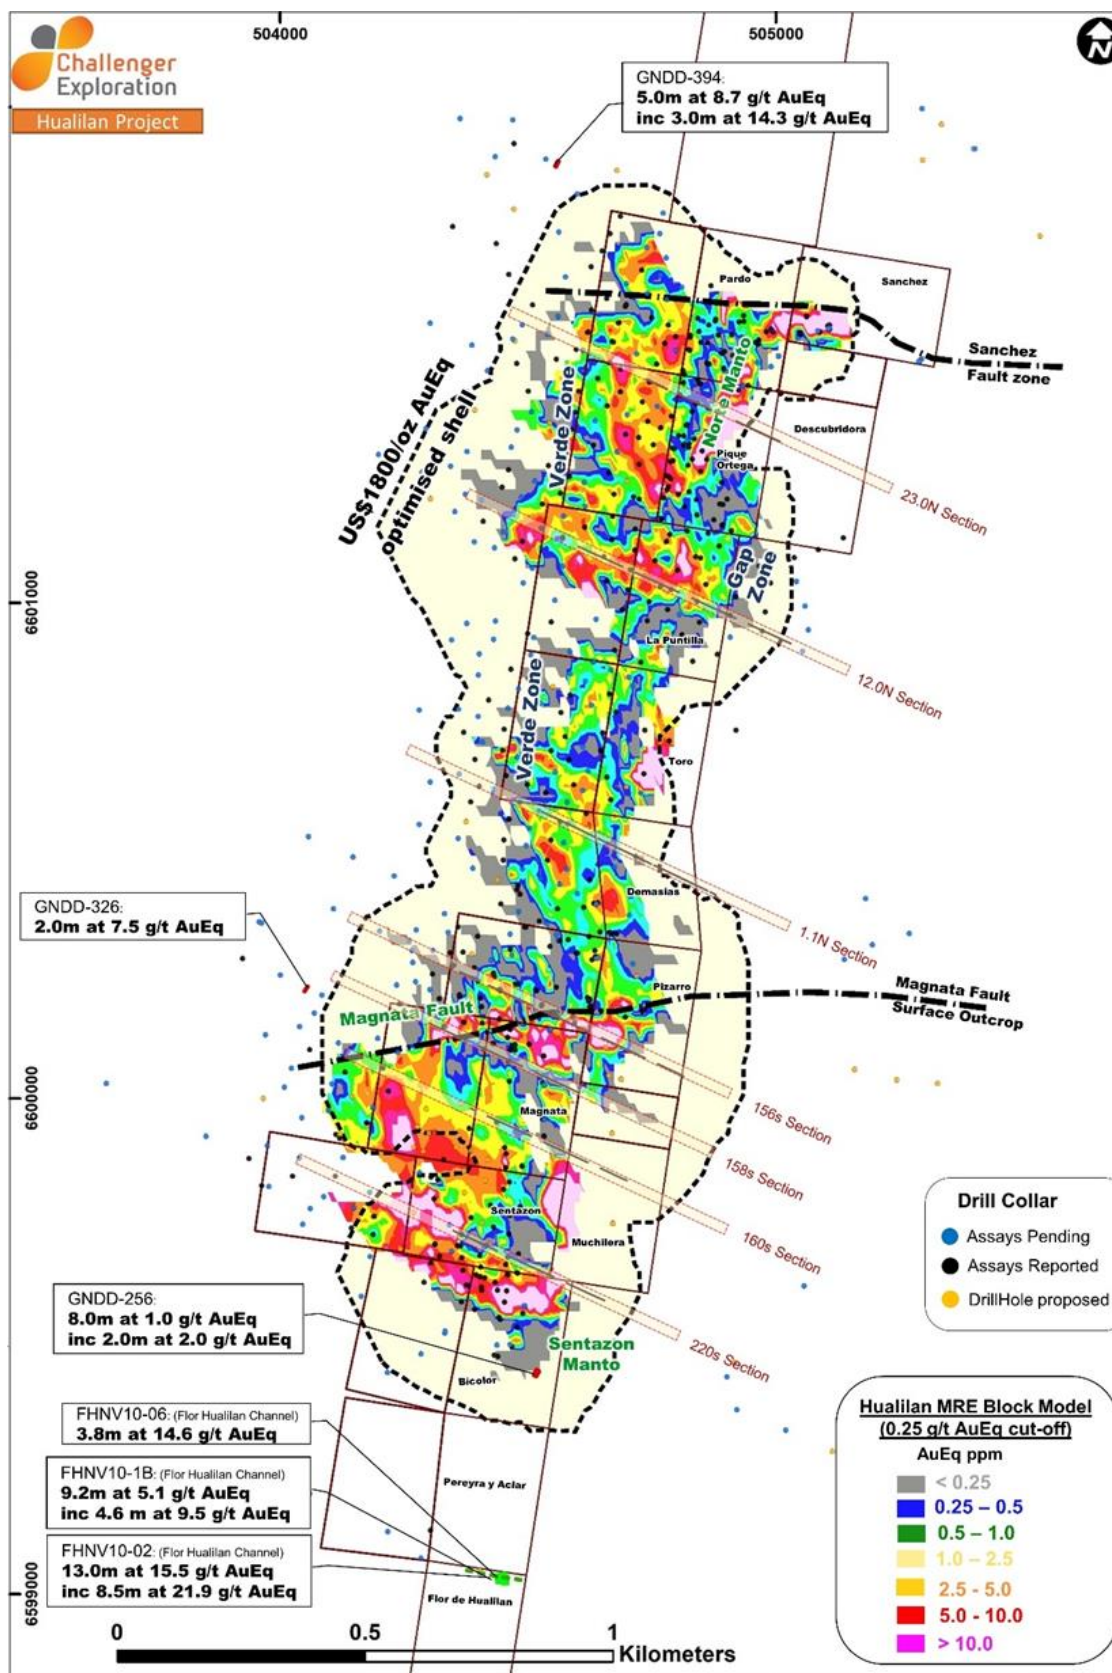 504000
505000
Challenger
Exploration
Hualilan Project
N
GNDD-394:
5.0m at 8.7 g/t AuEq
inc 3.0m at 14.3 g/t AuEq
Pardo
Sanchez
Sanchez
Fault zone
US$1800/oz AuEq
optimised shell
Verde Zone
Norte Manto
Descubridora
Pique
Ortega
23.0N Section
Gap
Zone
6601000
La Puntilla
12.0N Section
Verde Zone
Toro
Demasias
1.1N Section
GNDD-326:
2.0m at 7.5 g/t AuEq
Pizarro
Magnata Fault
Magnata Fault
Surface Outcrop
6600000
Magnata
156s Section
158s Section
160s Section
Sentazon
Muchilera
220s Section
Drill Collar
Assays Pending
Assays Reported
DrillHole proposed
GNDD-256:
8.0m at 1.0 g/t AuEq
inc 2.0m at 2.0 g/t AuEq
Sentazon
Manto
Bicolor
FHNV10-06: (Flor Hualilan Channel)
3.8m at 14.6 g/t AuEq
FHNV10-1B: (Flor Hualilan Channel)
9.2m at 5.1 g/t AuEq
inc 4.6 m at 9.5 g/t AuEq
FHNV10-02: (Flor Hualilan Channel)
13.0m at 15.5 g/t AuEq
inc 8.5m at 21.9 g/t AuEq
Pereyra y Aclar
Flor de Hualilan
6599000
Hualilan MRE Block Model
(0.25 g/t AuEq cut-off)
AuEq ppm
< 0.25
0.25 – 0.5
0.5 – 1.0
1.0 – 2.5
2.5 - 5.0
5.0 - 10.0
> 10.0
0
0.5
1
Kilometers